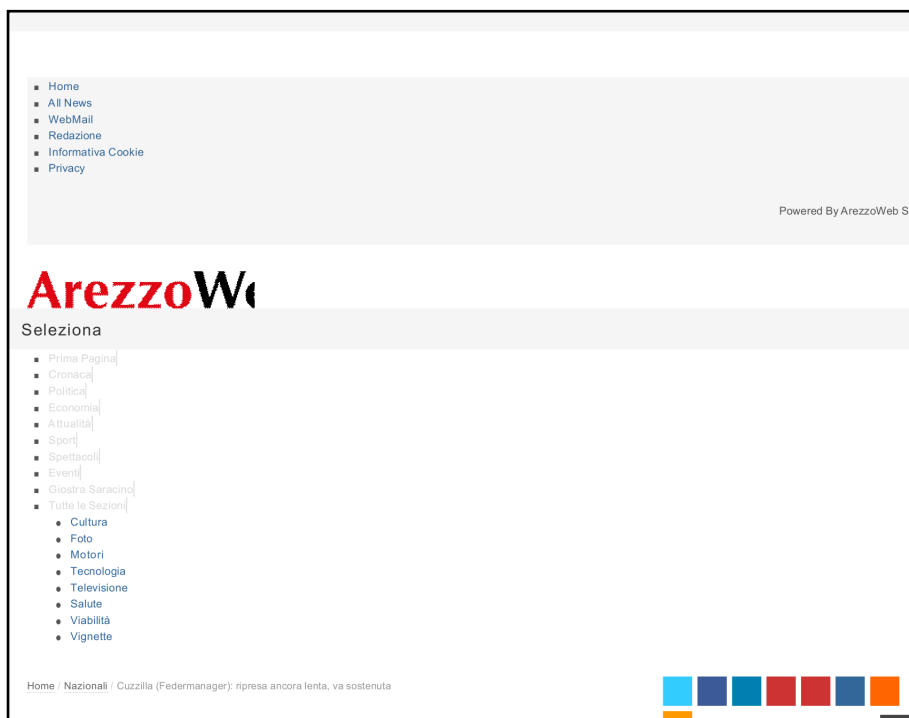 Home
All News
WebMail
Redazione
Informativa Cookie
Privacy
Powered By ArezzoWeb S
ArezzoWe
Seleziona
Prima Pagina
Cronaca
Politica
Economia
Attualità
Sport
Spettacoli
Eventi
Giostra Saracino
Tutte le Sezioni
Cultura
Foto
Motori
Tecnologia
Televisione
Salute
Viabilità
Vignette
Home / Nazionali / Cuzzilla (Federmanager): ripresa ancora lenta, va sostenuta